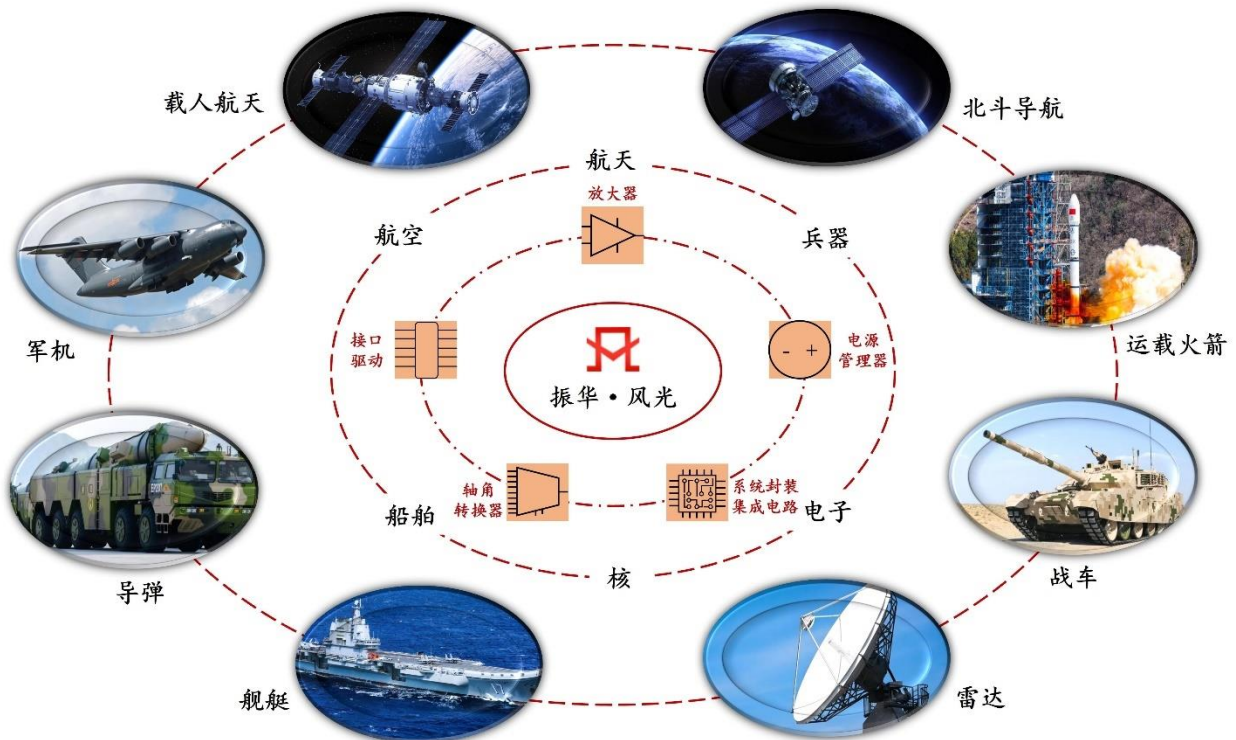 载人航天
北斗导航
航天
放大器
航空
兵器
军机
接口
驱动
电源
管理器
运载火箭
振华·风光
轴角
转换器
系统封装
集成电路
船舶
电子
导弹
核
战车
舰艇
雷达